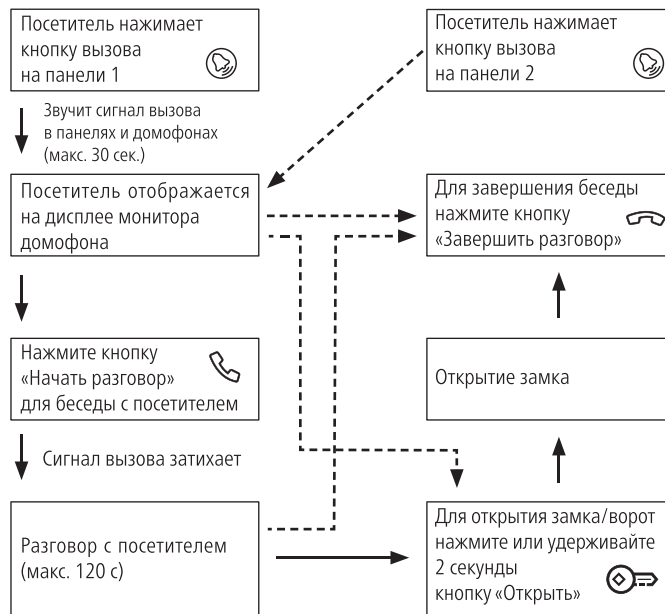 Посетитель нажимает
кнопку вызова
на панели 1
Посетитель нажимает
кнопку вызова
на панели 2
Звучит сигнал вызова
в панелях и домофонах
(макс. 30 сек.)
Посетитель отображается
на дисплее монитора
домофона
Для завершения беседы
нажмите кнопку
«Завершить разговор»
Нажмите кнопку
«Начать разговор»
для беседы с посетителем
Открытие замка
Сигнал вызова затихает
Разговор с посетителем
(макс. 120 с)
Для открытия замка/ворот
нажмите или удерживайте
2 секунды
кнопку «Открыть»